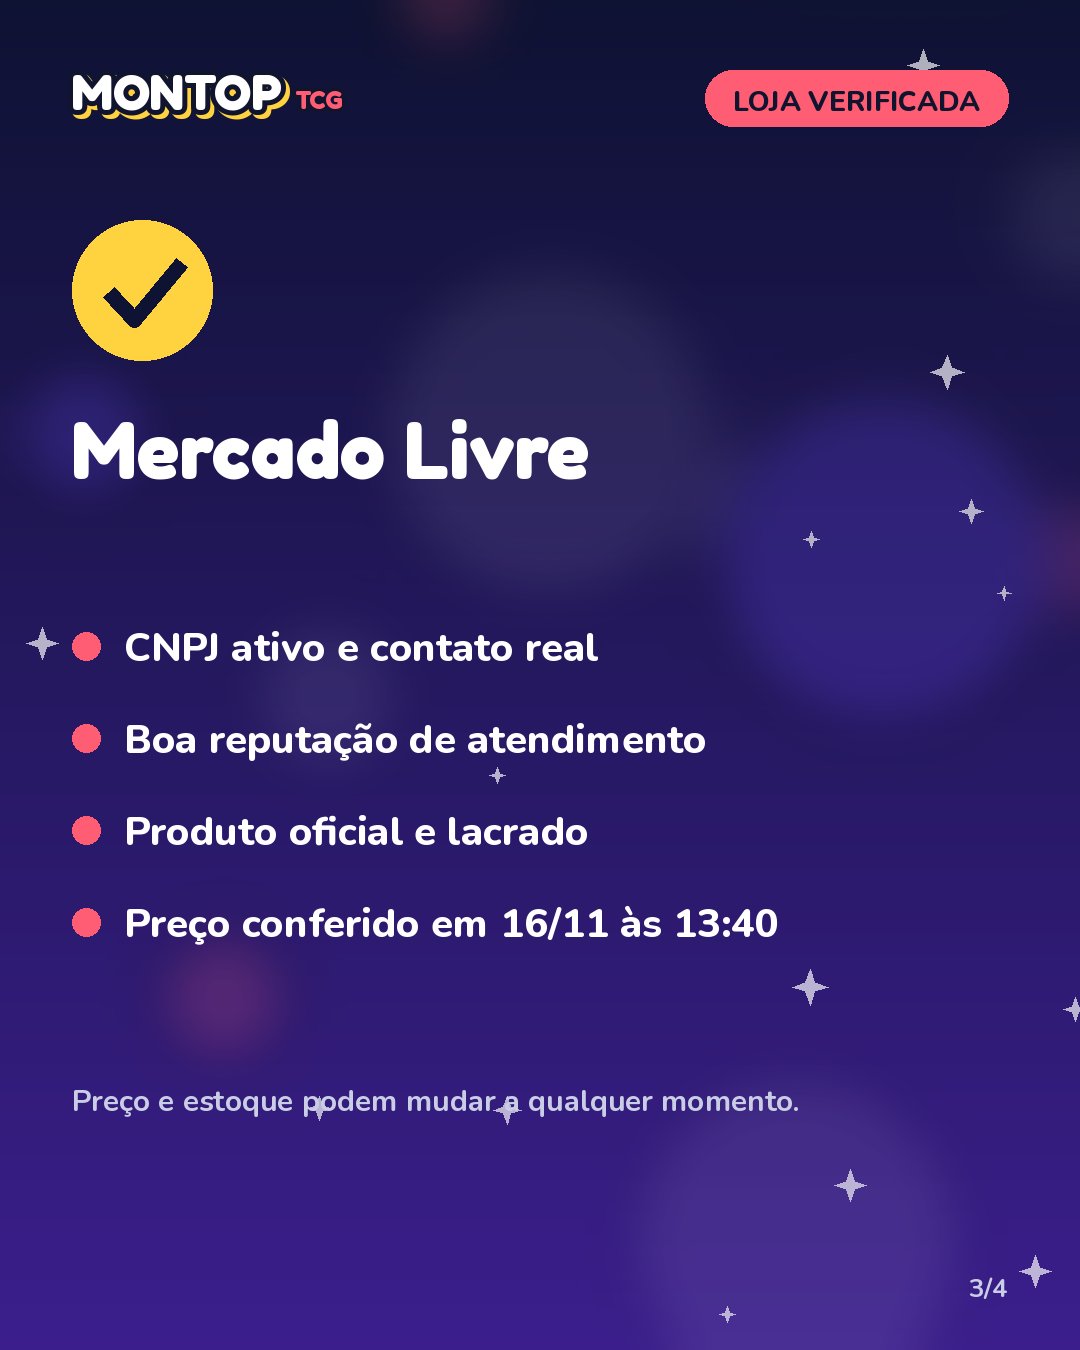 MONTOP TCG
LOJA VERIFICADA
Mercado Livre
CNPJ ativo e contato real
Boa reputação de atendimento
Produto oficial e lacrado
Preço conferido em 16/11 às 13:40
Preço e estoque podem mudar a qualquer momento.
3/4